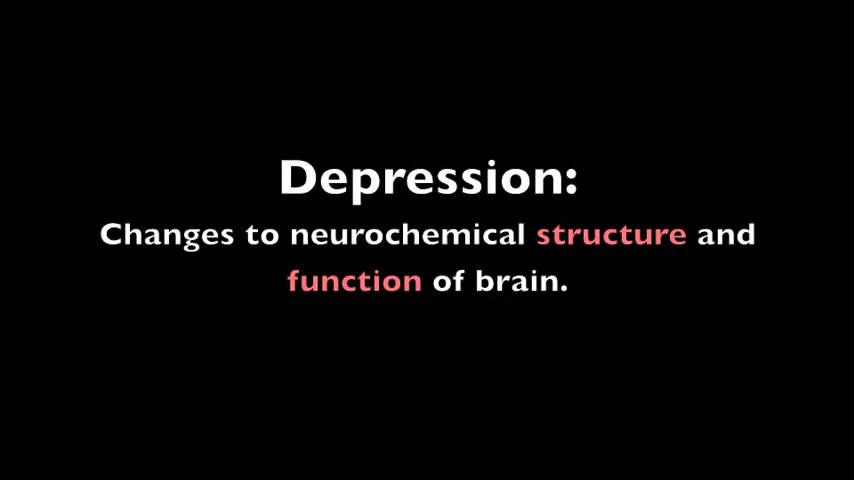 Depression:
Changes to neurochemical structure and
function of brain.